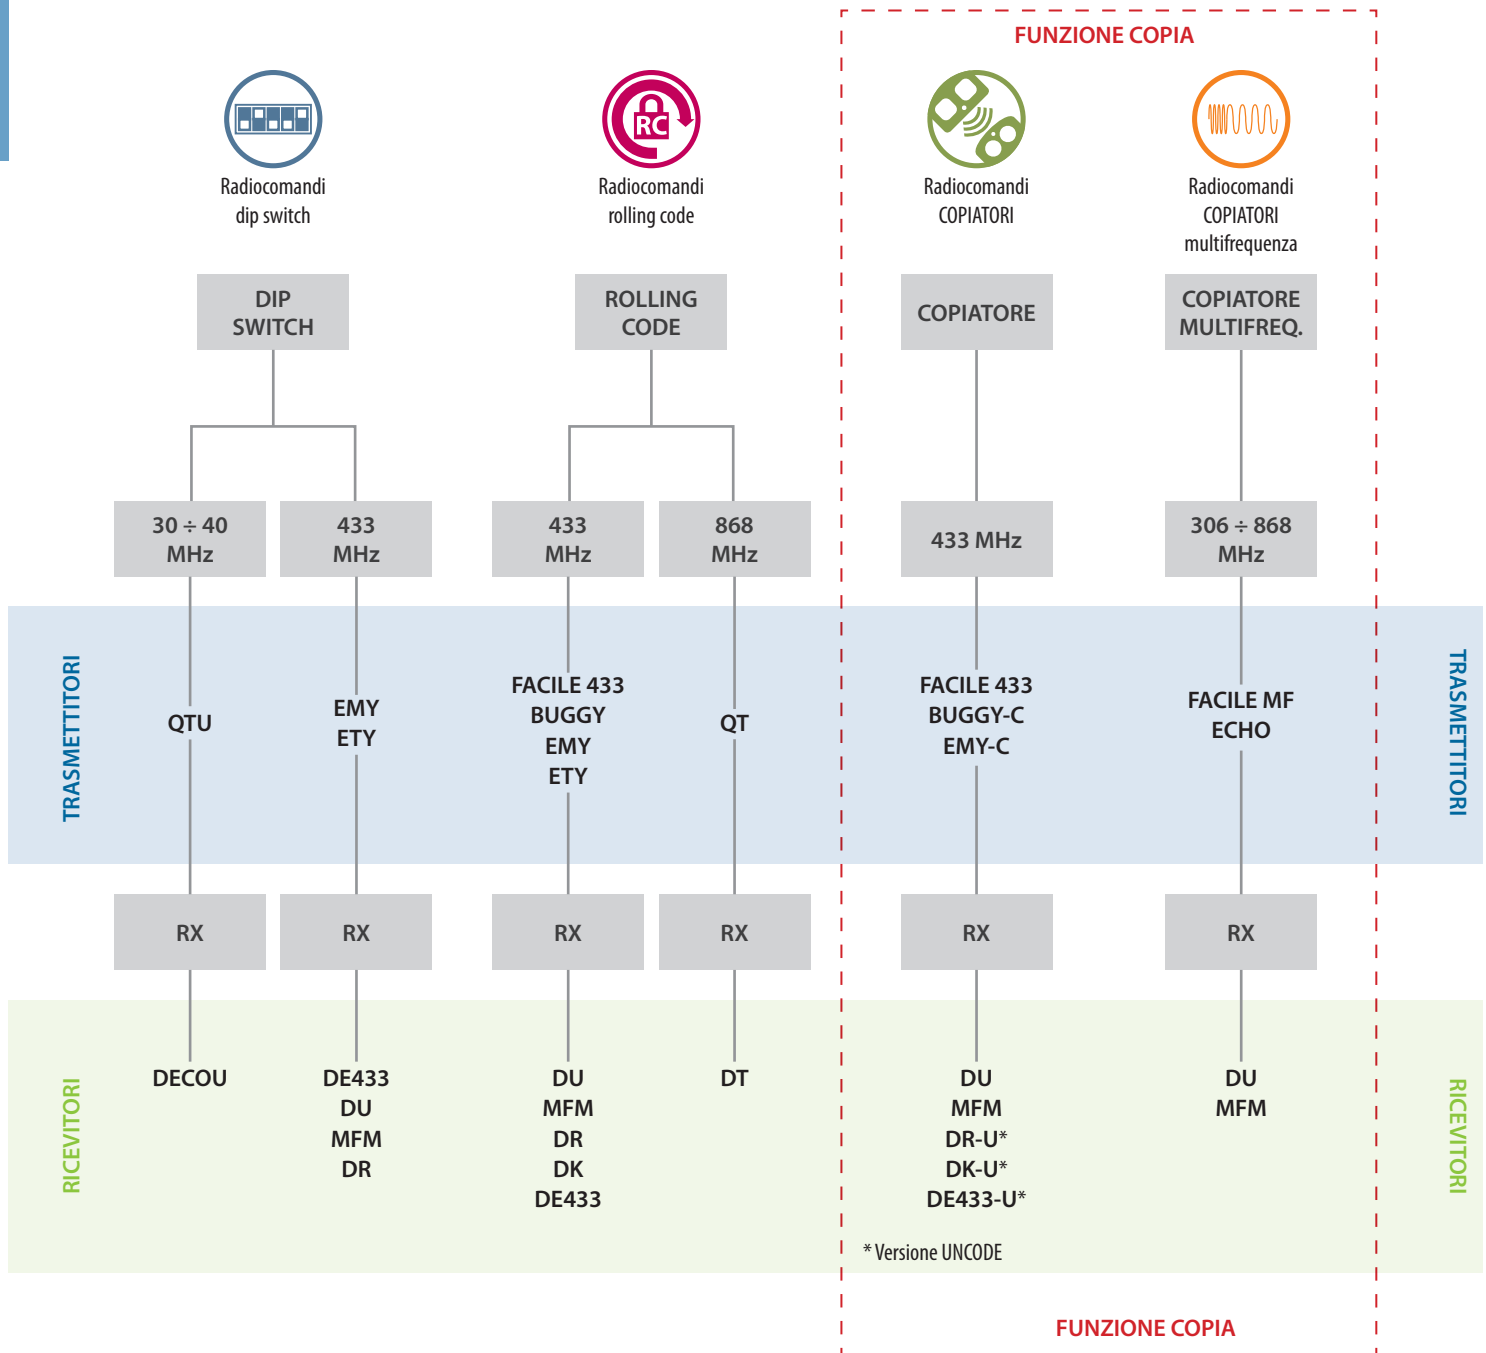 FUNZIONE COPIA
RC
Radiocomandi
dip switch
Radiocomandi
rolling code
Radiocomandi
COPIATORI
Radiocomandi
COPIATORI
multifrequenza
DIP
SWITCH
ROLLING
CODE
COPIATORE
COPIATORE
MULTIFREQ.
30 ÷ 40
MHz
433
MHz
433
MHz
868
MHz
433 MHz
306 ÷ 868
MHz
TRASMETTITORI
QTU
EMY
ETY
FACILE 433
BUGGY
EMY
ETY
QT
FACILE 433
BUGGY-C
EMY-C
FACILE MF
ECHO
TRASMETTITORI
RX
RX
RX
RX
RX
RX
RICEVITORI
DECOU
DE433
DU
MFM
DR
DU
MFM
DR
DK
DE433
DT
DU
MFM
DR-U*
DK-U*
DE433-U*
DU
MFM
RICEVITORI
* Versione UNCODE
FUNZIONE COPIA